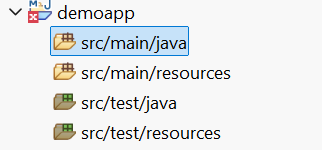 demoapp
src/main/java
src/main/resources
src/test/java
src/test/resources